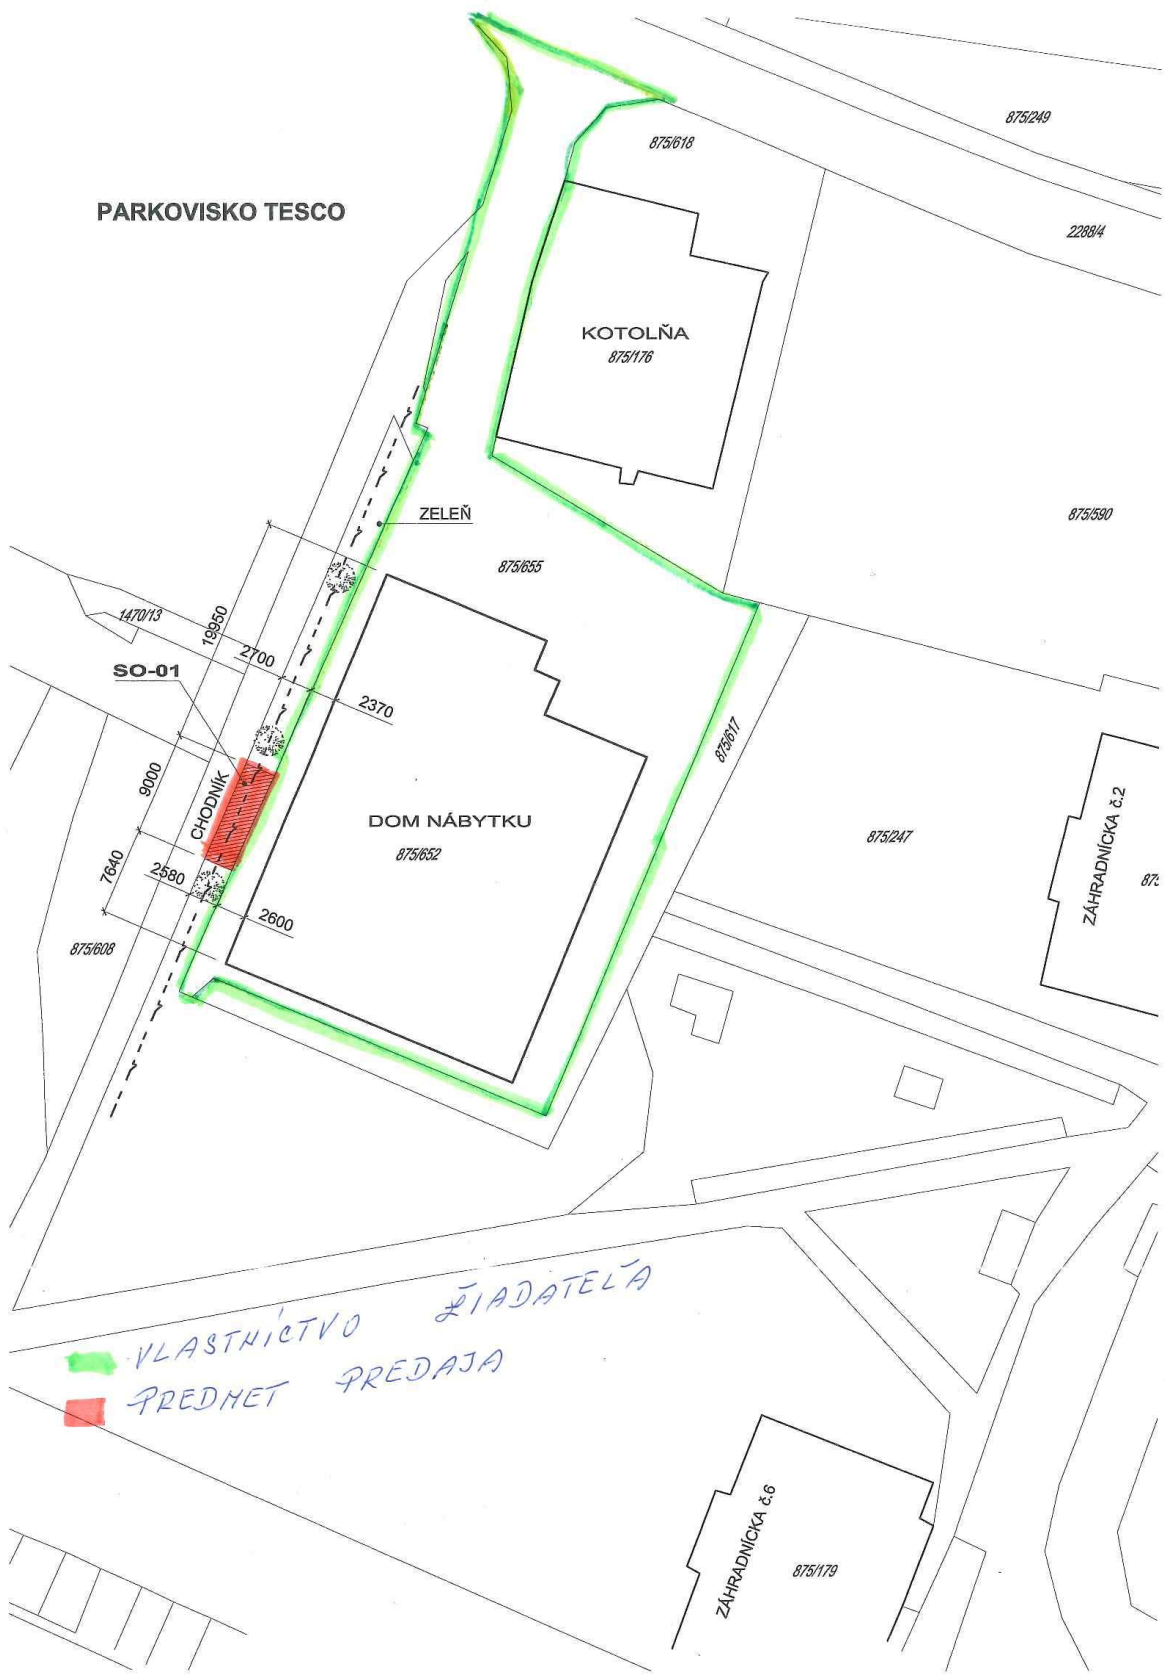 875/249
875/618
PARKOVISKO TESCO
2288/4
KOTOLŇA
875/176
ZELEŇ
875/590
875/655
1470/13
19950
2700
SO-01
2370
875/617
9000
CHODNÍK
DOM NÁBYTKU
875/652
875/247
ZÁHRADNÍCKA č.2
875
7640
2580
2600
875/608
VLASTNÍCTVO ŽIADATEĽA
PREDMET PREDAJA
ZÁHRADNÍCKA č.6
875/179